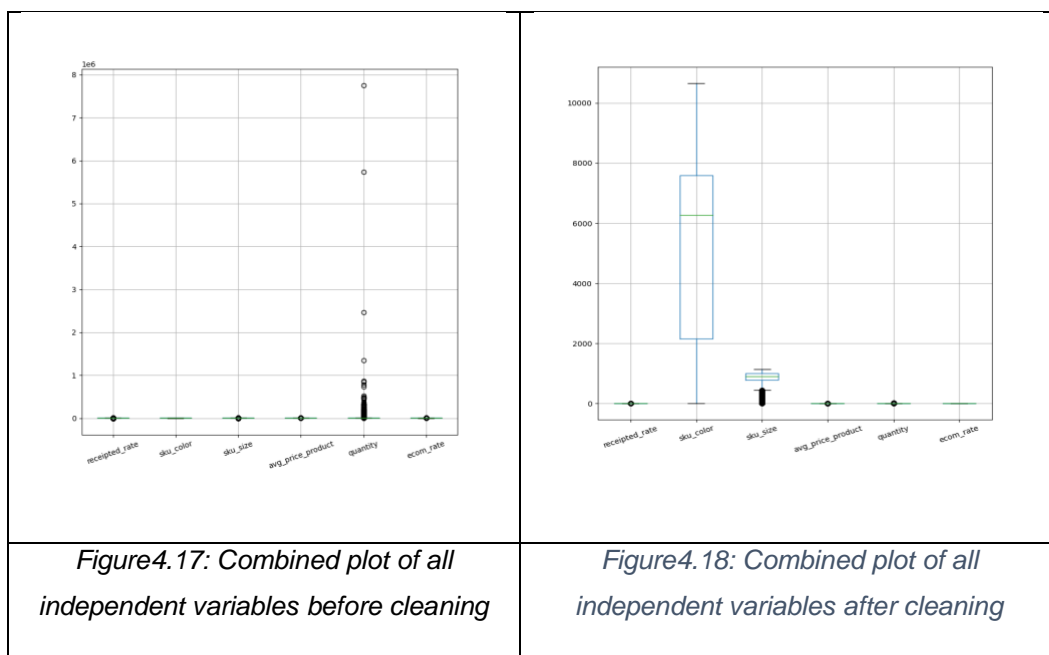 1e6
8
7
6
5
4
3
2
1
0
receipted_rate
sku_color
sku_size
avg_price_product
quantity
ecom_rate
10000
8000
6000
4000
2000
0
receipted_rate
sku_color
sku_size
avg_price_product
quantity
ecom_rate
Figure4.17: Combined plot of all
independent variables before cleaning
Figure4.18: Combined plot of all
independent variables after cleaning